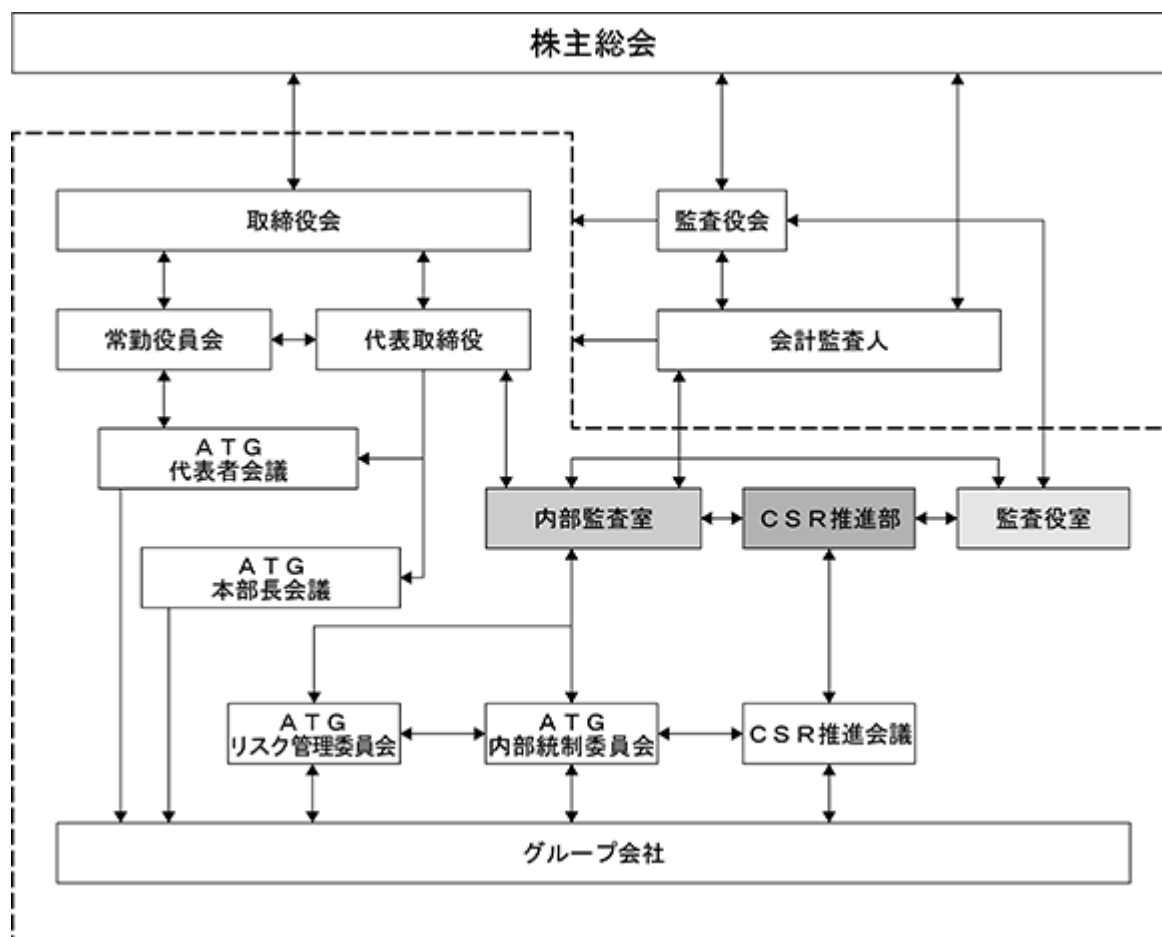 株主総会
取締役会
監査役会
常勤役員会
代表取締役
会計監査人
ＡＴＧ
代表者会議
内部監査室
ＣＳＲ推進部
監査役室
ＡＴＧ
本部長会議
ＡＴＧ
リスク管理委員会
ＡＴＧ
内部統制委員会
ＣＳＲ推進会議
グループ会社